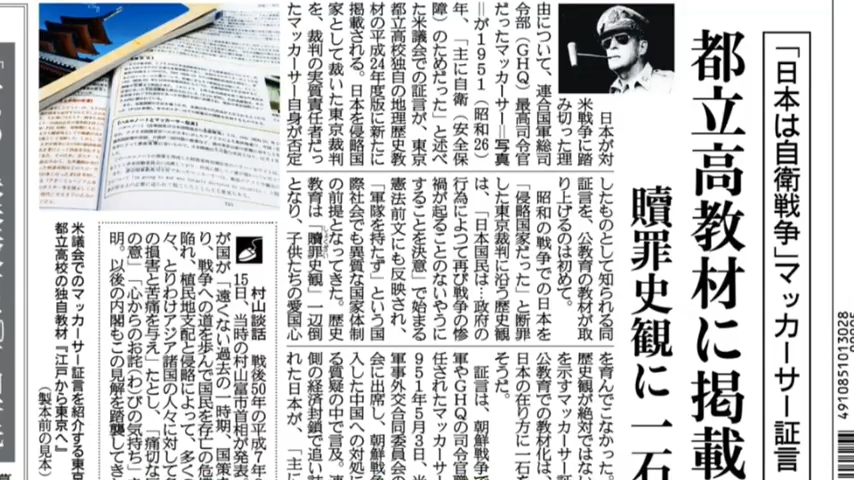 「日本は自衛戦争」マッカーサー証言
都立高教材に掲載
贖罪史観に一石
日本が対
米戦争に踏
み切った理
由について、連合国軍総司
令部（GHQ）最高司令官
だったマッカーサー＝写真
＝が1951（昭和26）
年、「主に自衛（安全保
障）のためだった」と述べ
た米議会での証言が、東京
都立高校独自の地理歴史教
材の平成24年度版に新たに
掲載される。日本を侵略国
家として裁いた東京裁判
を、裁判の実質責任者だっ
たマッカーサー自身が否定
したものとして知られる同
証言を、公教育の教材が取
り上げるのは初めて。
昭和の戦争での日本を
「侵略国家だった」と断罪
した東京裁判に沿う歴史観
は、「日本国民は…政府の
行為によつて再び戦争の惨
禍が起ることのないやうに
することを決意」で始まる
憲法前文にも反映され、
「軍隊を持たず」という国
際社会でも異質な国家体制
の前提となってきた。歴史
教育は「贖罪史観」一辺倒
となり、子供たちの愛国心
を育んでこなかった。
歴史観が絶対ではない
を示すマッカーサー証
公教育での教材化は、
日本の在り方に一石を
そうだ。
証言は、朝鮮戦争で
軍やGHQの司令官職
任されたマッカーサー
951年5月3日、米
軍事外交合同委員会の
会に出席し、朝鮮戦争
入した中国への対処に
る質疑の中で言及。連
側の経済封鎖で追い詰
れた日本が、「主に
村山談話 戦後50年の平成7年8
15日、当時の村山富市首相が発表。
が国が「遠くない過去の一時期、国策
り、戦争への道を歩んで国民を存亡の危機
陥れ、植民地支配と侵略によって、多くの
々、とりわけアジア諸国の人々に対して多
の損害と苦痛を与え」たとし、「痛切な
の意」「心からのお詫（わ）びの気持ち」を
明。以後の内閣もこの見解を踏襲してき
米議会でのマッカーサー証言を紹介する東京
都立高校の独自教材『江戸から東京へ』
（製本前の見本）
4910851013028